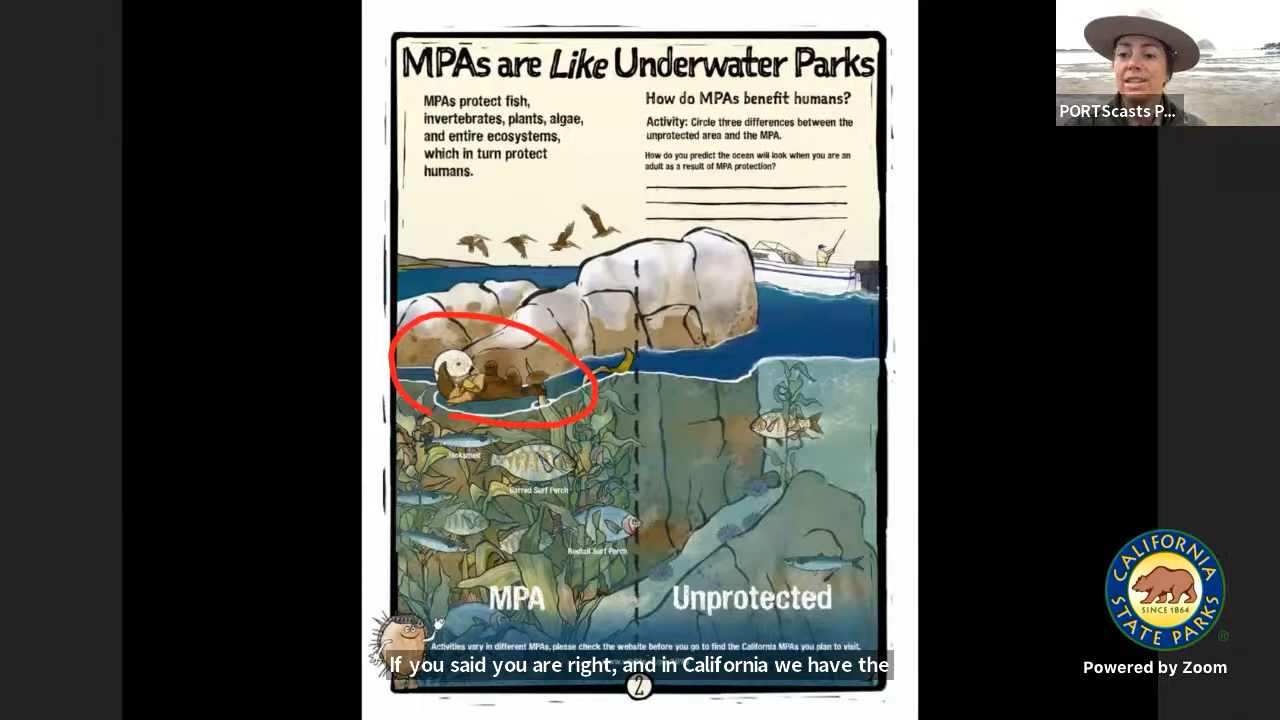 MPAs are Like Underwater Parks
MPAs protect fish,
invertebrates, plants, algae,
and entire ecosystems,
which in turn protect
humans.
How do MPAs benefit humans?
Activity: Circle three differences between the
unprotected area and the MPA.
How do you predict the ocean will look when you are an
adult as a result of MPA protection?
Jacksmelt
Barred Surf Perch
Redtail Surf Perch
MPA
Unprotected
Activities vary in different MPAs, please check the website before you go to find the California MPAs you plan to visit.
If you said you are right, and in California we have the
2
PORTScasts P...
CALIFORNIA
STATE PARKS
SINCE 1864
®
Powered by Zoom